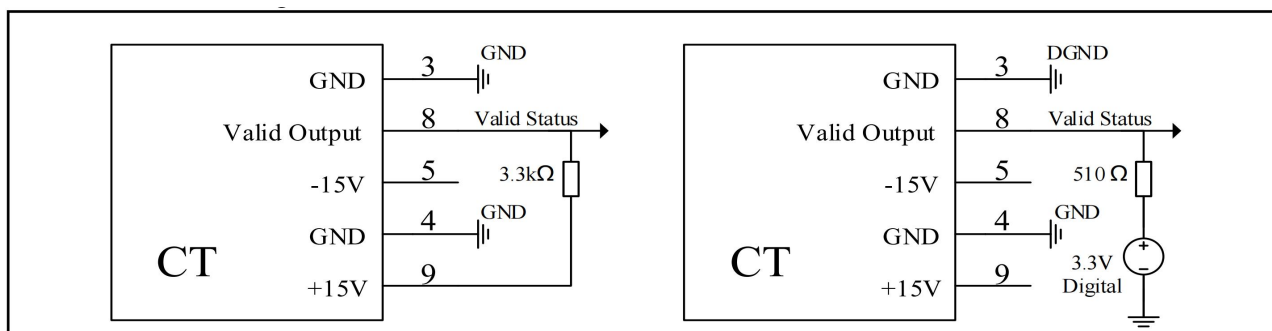 GND 3 GND
Valid Output 8 Valid Status
-15V 5 3.3kΩ
GND 4 GND
CT
+15V 9
GND 3 DGND
Valid Output 8 Valid Status
-15V 5 510 Ω
GND 4 GND
CT
+15V 9
+
-
3.3V
Digital